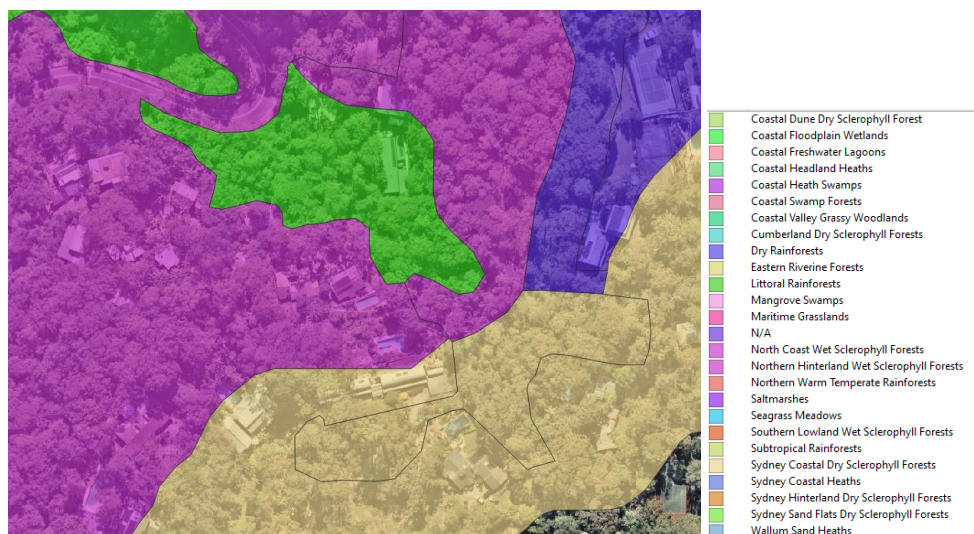 Coastal Dune Dry Sclerophyll Forest
Coastal Floodplain Wetlands
Coastal Freshwater Lagoons
Coastal Headland Heaths
Coastal Heath Swamps
Coastal Swamp Forests
Coastal Valley Grassy Woodlands
Cumberland Dry Sclerophyll Forests
Dry Rainforests
Eastern Riverine Forests
Littoral Rainforests
Mangrove Swamps
Maritime Grasslands
N/A
North Coast Wet Sclerophyll Forests
Northern Hinterland Wet Sclerophyll Forests
Northern Warm Temperate Rainforests
Saltmarshes
Seagrass Meadows
Southern Lowland Wet Sclerophyll Forests
Subtropical Rainforests
Sydney Coastal Dry Sclerophyll Forests
Sydney Coastal Heaths
Sydney Hinterland Dry Sclerophyll Forests
Sydney Sand Flats Dry Sclerophyll Forests
Wallum Sand Heaths